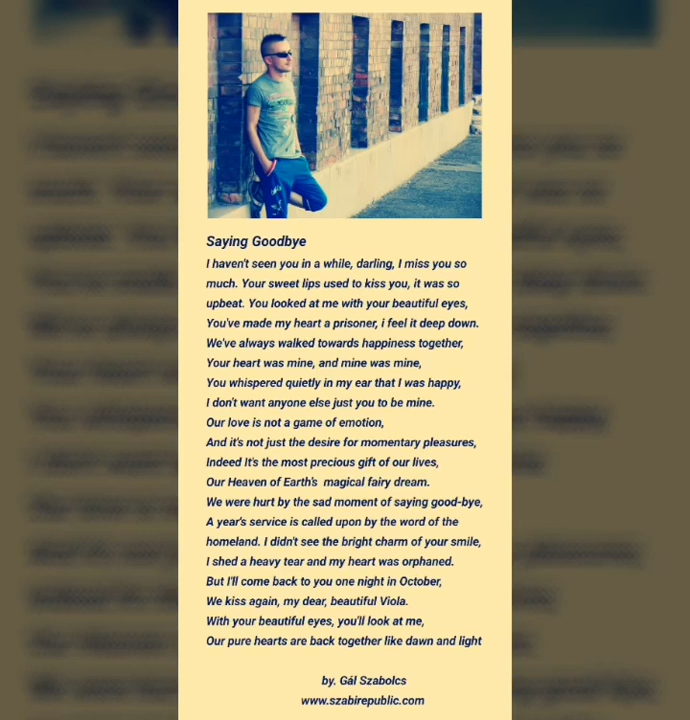 Saying Goodbye
I haven't seen you in a while, darling, I miss you so
much. Your sweet lips used to kiss you, it was so
upbeat. You looked at me with your beautiful eyes,
You've made my heart a prisoner, i feel it deep down.
We've always walked towards happiness together,
Your heart was mine, and mine was mine,
You whispered quietly in my ear that I was happy,
I don't want anyone else just you to be mine.
Our love is not a game of emotion,
And it's not just the desire for momentary pleasures,
Indeed It's the most precious gift of our lives,
Our Heaven of Earth's magical fairy dream.
We were hurt by the sad moment of saying good-bye,
A year's service is called upon by the word of the
homeland. I didn't see the bright charm of your smile,
I shed a heavy tear and my heart was orphaned.
But I'll come back to you one night in October,
We kiss again, my dear, beautiful Viola.
With your beautiful eyes, you'll look at me,
Our pure hearts are back together like dawn and light
by. Gál Szabolcs
www.szabirepublic.com